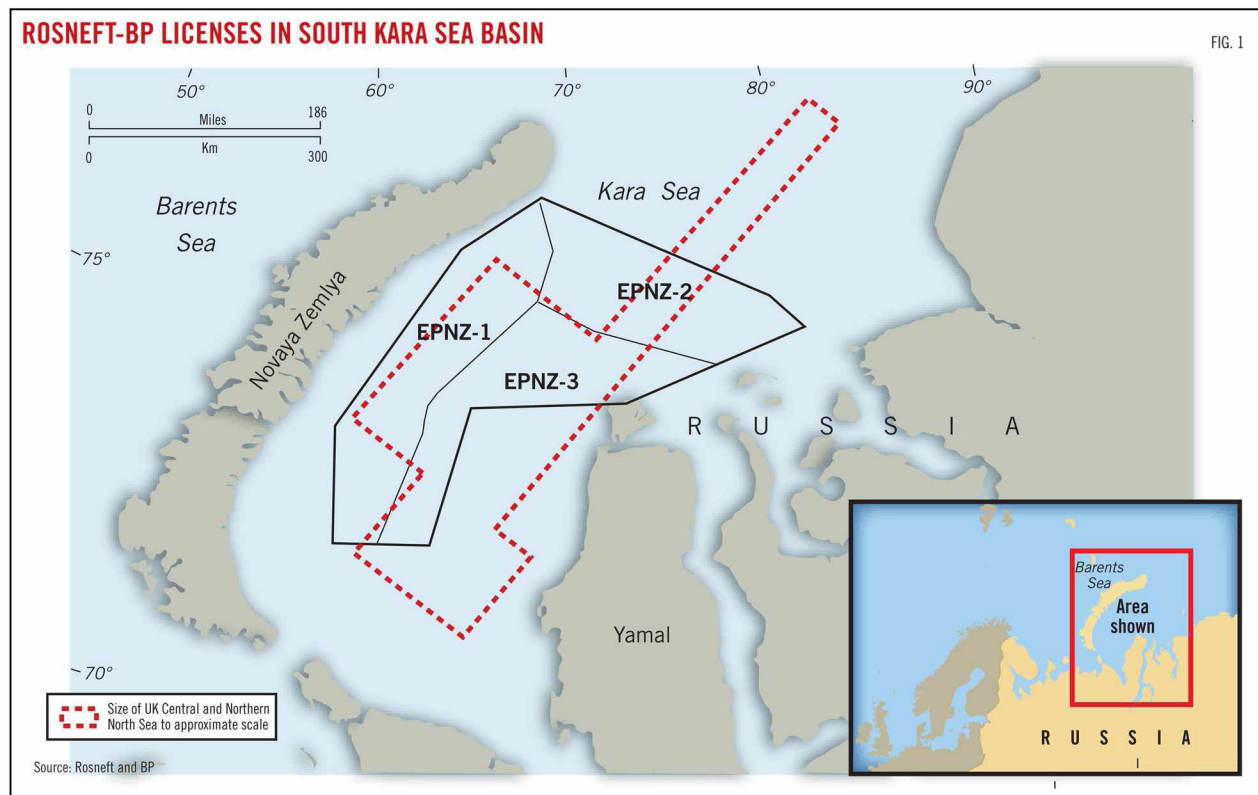 ROSNEFT-BP LICENSES IN SOUTH KARA SEA BASIN
FIG. 1
50°
60°
70°
80°
90°
0 186
Miles
Km
0 300
Barents
Sea
Kara Sea
75°
Novaya Zemlya
EPNZ-1
EPNZ-2
EPNZ-3
RUSSIA
Yamal
70°
Size of UK Central and Northern
North Sea to approximate scale
Source: Rosneft and BP
Barents
Sea
Area
shown
RUSSIA